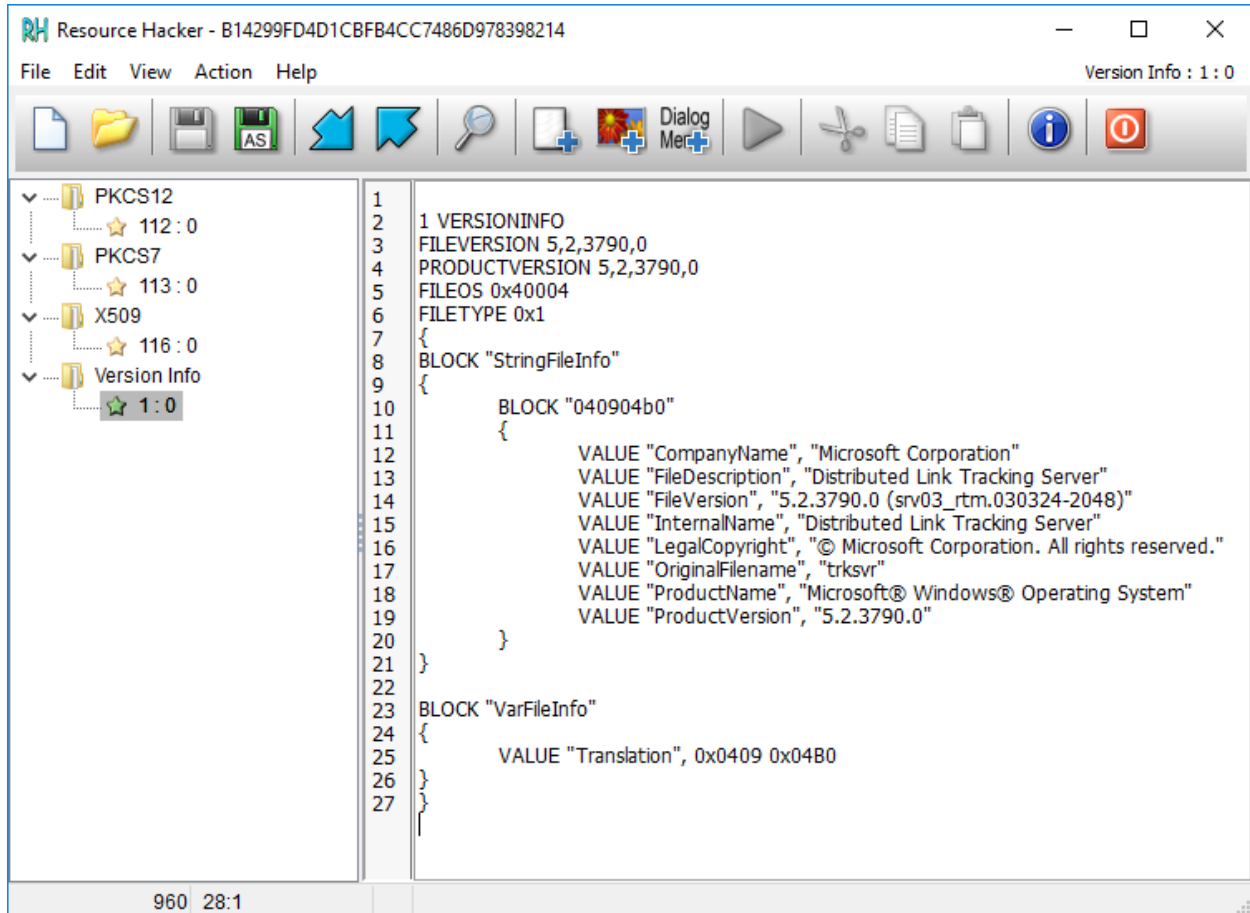 Resource Hacker - B14299FD4D1CBFB4CC7486D978398214
File Edit View Action Help
Version Info : 1 : 0
AS
Dialog
Men
PKCS12
112 : 0
PKCS7
113 : 0
X509
116 : 0
Version Info
1 : 0
1
2 1 VERSIONINFO
3 FILEVERSION 5,2,3790,0
4 PRODUCTVERSION 5,2,3790,0
5 FILEOS 0x40004
6 FILETYPE 0x1
7 {
8 BLOCK "StringFileInfo"
9 {
10 BLOCK "040904b0"
11 {
12 VALUE "CompanyName", "Microsoft Corporation"
13 VALUE "FileDescription", "Distributed Link Tracking Server"
14 VALUE "FileVersion", "5.2.3790.0 (srv03_rtm.030324-2048)"
15 VALUE "InternalName", "Distributed Link Tracking Server"
16 VALUE "LegalCopyright", "© Microsoft Corporation. All rights reserved."
17 VALUE "OriginalFilename", "trksvr"
18 VALUE "ProductName", "Microsoft® Windows® Operating System"
19 VALUE "ProductVersion", "5.2.3790.0"
20 }
21 }
22
23 BLOCK "VarFileInfo"
24 {
25 VALUE "Translation", 0x0409 0x04B0
26 }
27 }
960 28:1